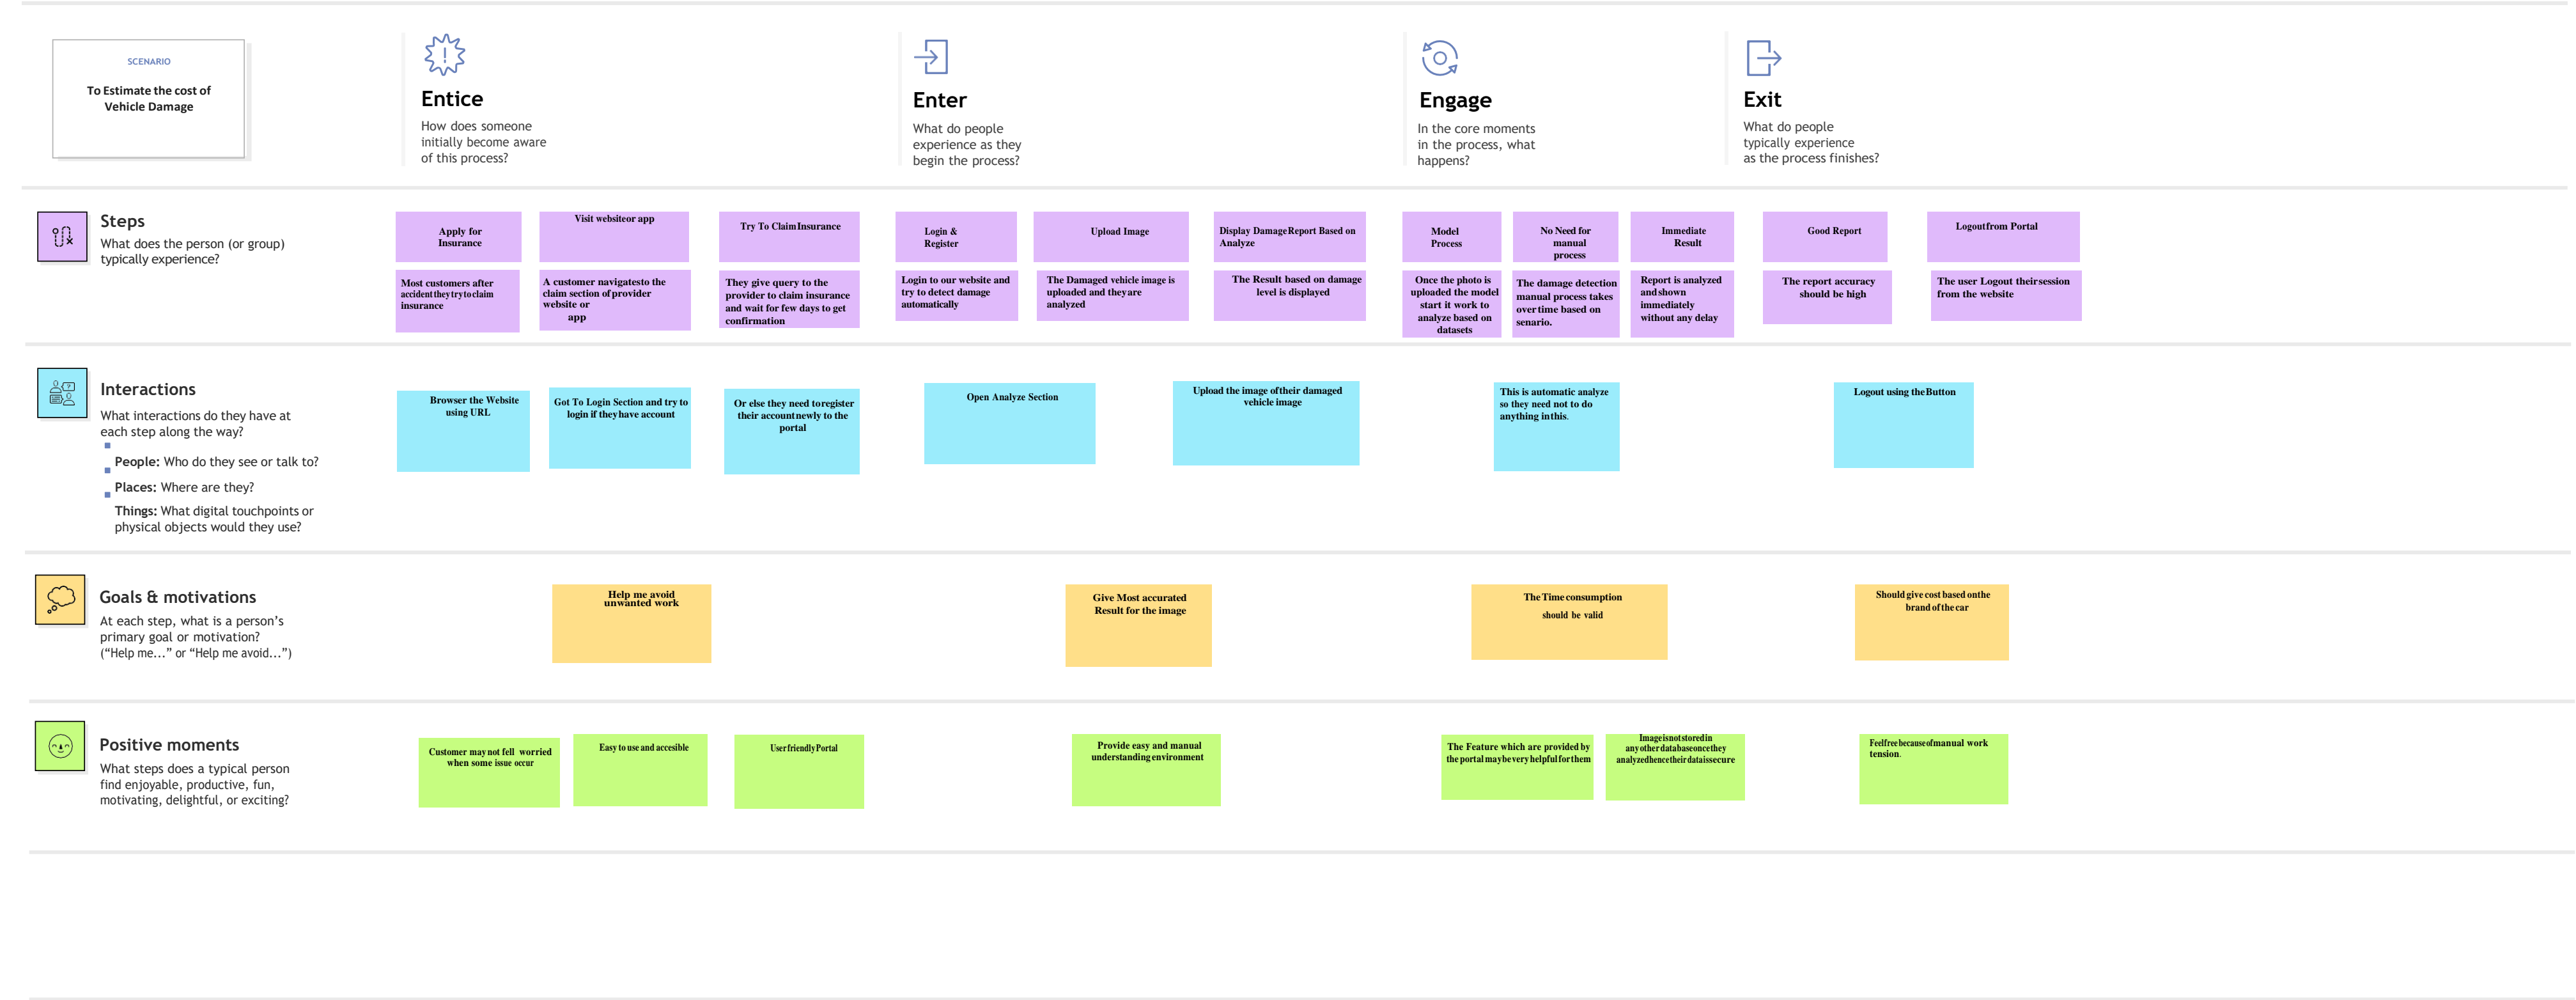 SCENARIO
To Estimate the cost of
Vehicle Damage
Entice
How does someone
initially become aware
of this process?
Enter
What do people
experience as they
begin the process?
Engage
In the core moments
in the process, what
happens?
Exit
What do people
typically experience
as the process finishes?
Steps
What does the person (or group)
typically experience?
Apply for
Insurance
Visit websiteor app
Try To ClaimInsurance
Login &
Register
Upload Image
Display DamageReport Based on
Analyze
Model
Process
No Need for
manual
process
Immediate
Result
Good Report
Logoutfrom Portal
Most customers after
accidenttheytrytoclaim
insurance
A customer navigatesto the
claim section of provider
website or
app
They give query to the
provider to claim insurance
and wait for few days to get
confirmation
Login to our website and
try to detect damage
automatically
The Damaged vehicle image is
uploaded and theyare
analyzed
The Result based on damage
level is displayed
Once the photo is
uploaded the model
start it work to
analyze based on
datasets
The damage detection
manual process takes
overtime based on
senario.
Report is analyzed
andshown
immediately
without any delay
The report accuracy
should be high
The user Logout theirsession
from the website
Interactions
What interactions do they have at
each step along the way?
People: Who do they see or talk to?
Places: Where are they?
Things: What digital touchpoints or
physical objects would they use?
Browser the Website
using URL
Got To Login Section and try to
login if theyhave account
Or else they need toregister
their accountnewly to the
portal
Open Analyze Section
Upload the image oftheir damaged
vehicle image
This is automatic analyze
so they need not to do
anything inthis.
Logout using theButton
Goals & motivations
At each step, what is a person's
primary goal or motivation?
(“Help me...” or “Help me avoid...”)
Help me avoid
unwanted work
Give Most accurated
Result for the image
The Time consumption
should be valid
Should give cost based onthe
brand ofthe car
Positive moments
What steps does a typical person
find enjoyable, productive, fun,
motivating, delightful, or exciting?
Customer maynot fell worried
when some issue occur
Easy to use and accesible
UserfriendlyPortal
Provide easy and manual
understanding environment
The Feature which are provided by
the portal maybeveryhelpfulforthem
Imageisnotstoredin
anyotherdatabaseoncethey
analyzedhencetheirdataissecure
Feelfreebecauseofmanual work
tension.